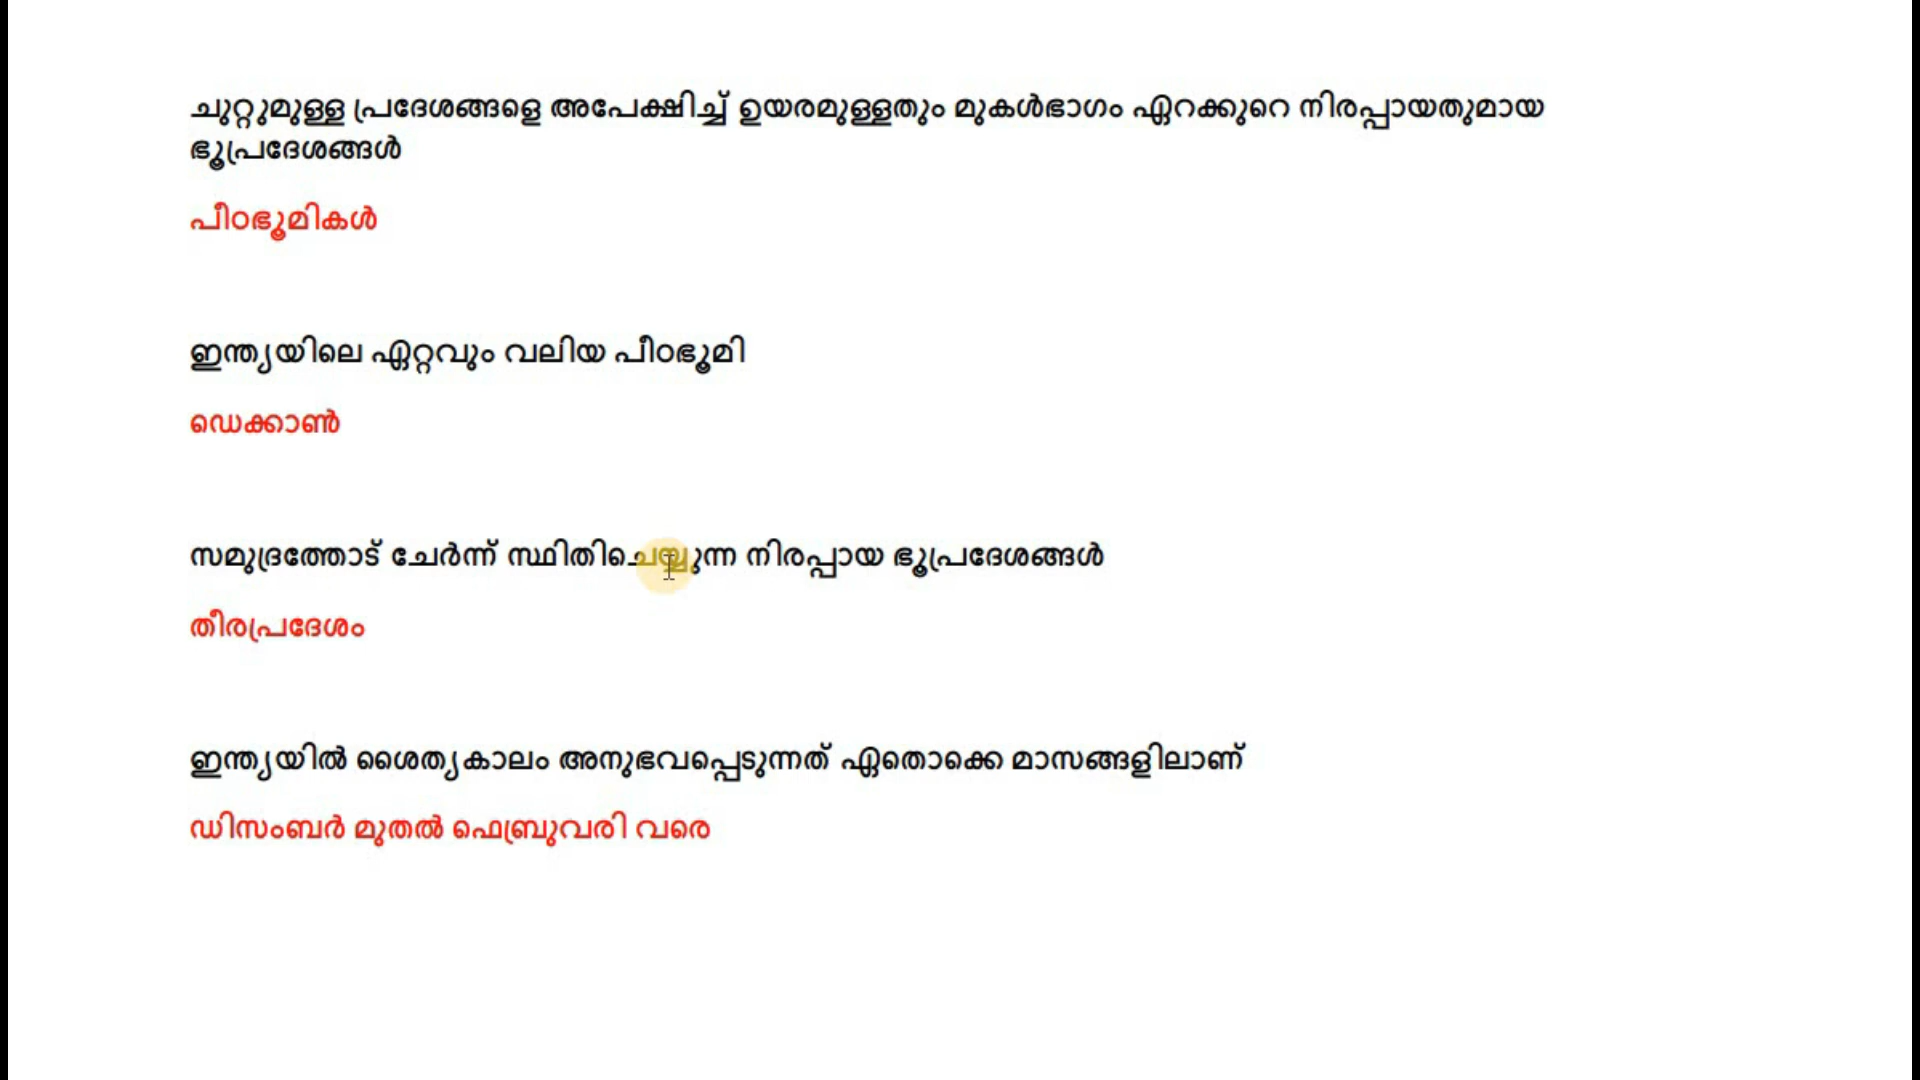 ചുറ്റുമുള്ള പ്രദേശങ്ങളെ അപേക്ഷിച്ച് ഉയരമുള്ളതും മുകൾഭാഗം ഏറക്കുറെ നിരപ്പായതുമായ
ഭൂപ്രദേശങ്ങൾ
പീഠഭൂമികൾ
ഇന്ത്യയിലെ ഏറ്റവും വലിയ പീഠഭൂമി
ഡെക്കാൺ
സമുദ്രത്തോട് ചേർന്ന് സ്ഥിതിചെയ്യുന്ന നിരപ്പായ ഭൂപ്രദേശങ്ങൾ
തീരപ്രദേശം
ഇന്ത്യയിൽ ശൈത്യകാലം അനുഭവപ്പെടുന്നത് ഏതൊക്കെ മാസങ്ങളിലാണ്
ഡിസംബർ മുതൽ ഫെബ്രുവരി വരെ